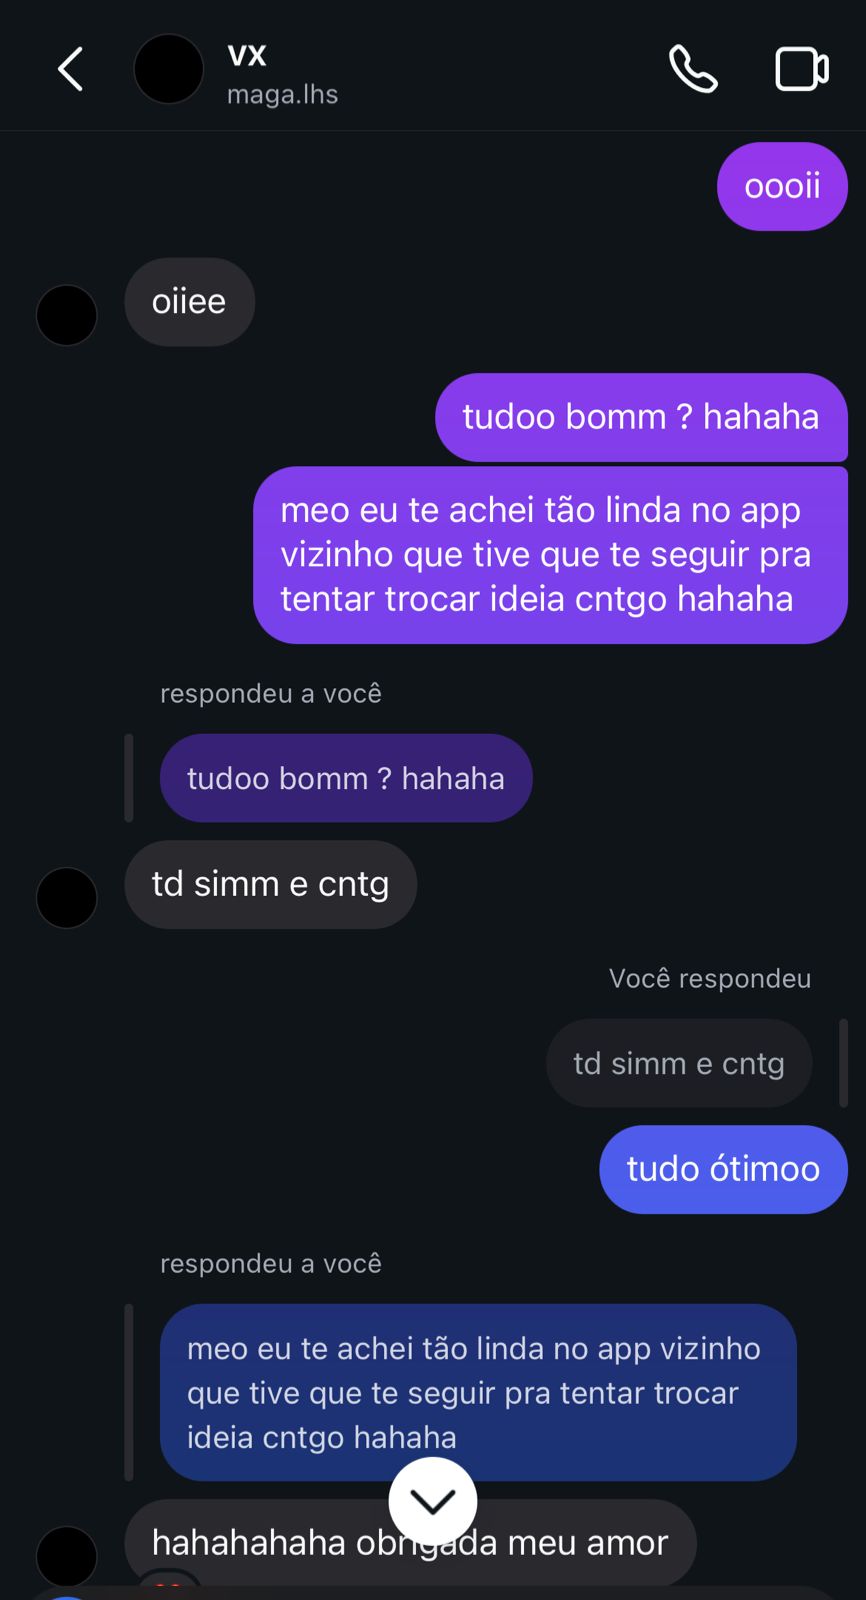 vx
maga.lhs
oooii
oiiee
tudoo bomm ? hahaha
meo eu te achei tão linda no app
vizinho que tive que te seguir pra
tentar trocar ideia cntgo hahaha
respondeu a você
tudoo bomm ? hahaha
td simm e cntg
Você respondeu
td simm e cntg
tudo ótimoo
respondeu a você
meo eu te achei tão linda no app vizinho
que tive que te seguir pra tentar trocar
ideia cntgo hahaha
hahahahaha obrigada meu amor